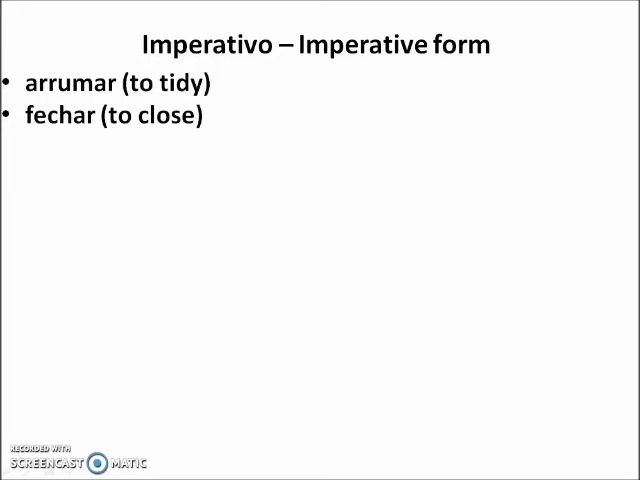 Imperativo – Imperative form
• arrumar (to tidy)
• fechar (to close)
RECORDED WITH
SCREENCAST MATIC